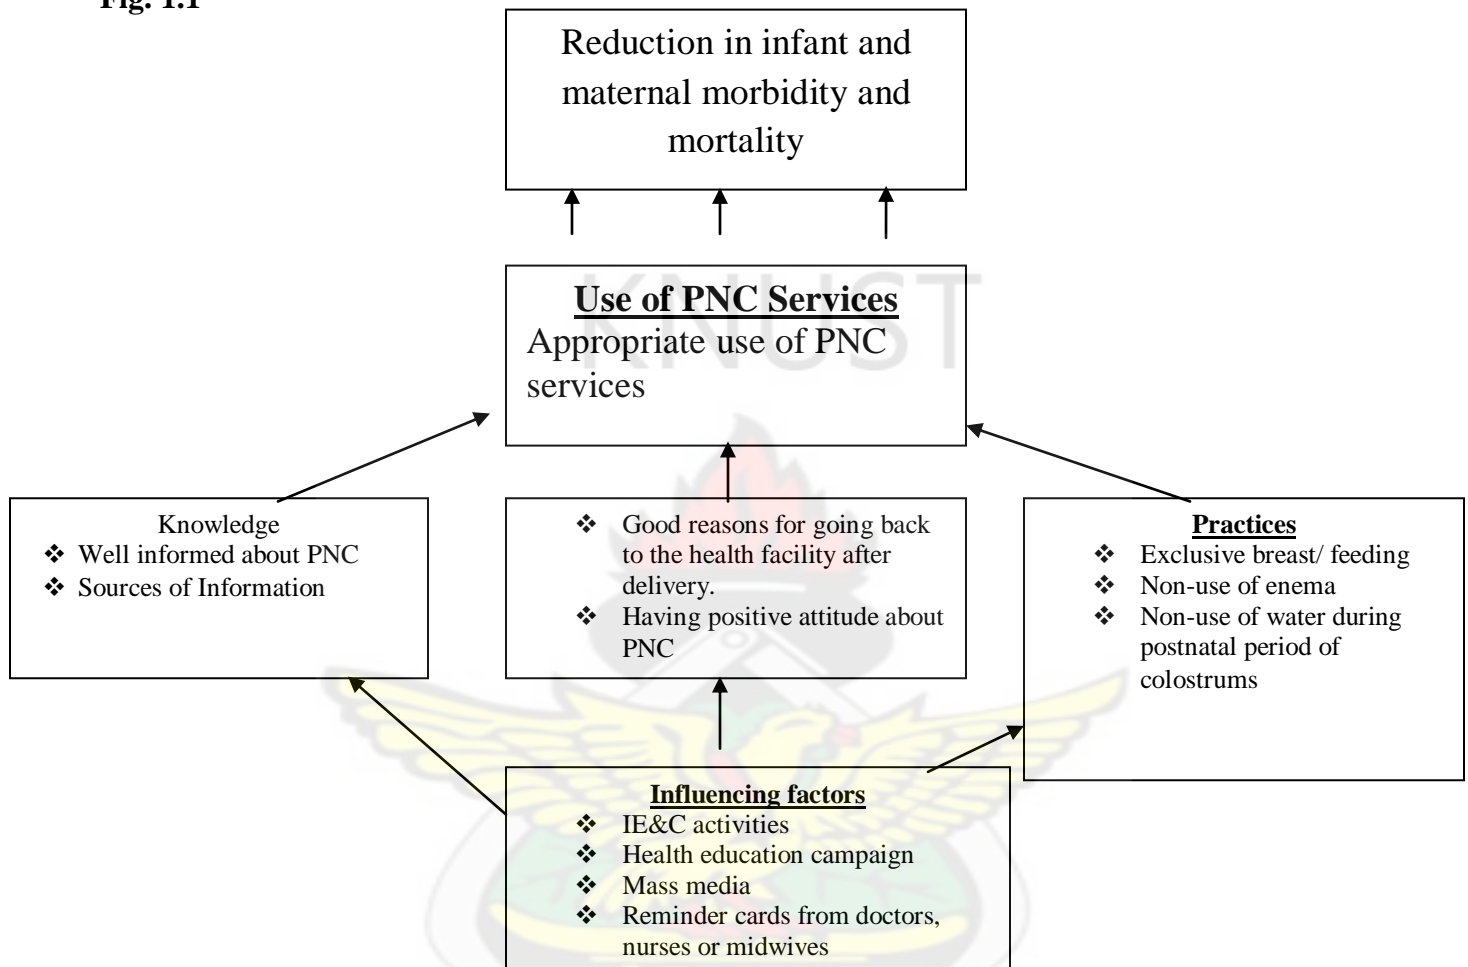 Fig. 1.1
Reduction in infant and
maternal morbidity and
mortality
KNUST
Use of PNC Services
Appropriate use of PNC
services
Knowledge
❖ Well informed about PNC
❖ Sources of Information
❖ Good reasons for going back
to the health facility after
delivery.
❖ Having positive attitude about
PNC
Practices
❖ Exclusive breast/ feeding
❖ Non-use of enema
❖ Non-use of water during
postnatal period of
colostrums
Influencing factors
❖ IE&C activities
❖ Health education campaign
❖ Mass media
❖ Reminder cards from doctors,
nurses or midwives